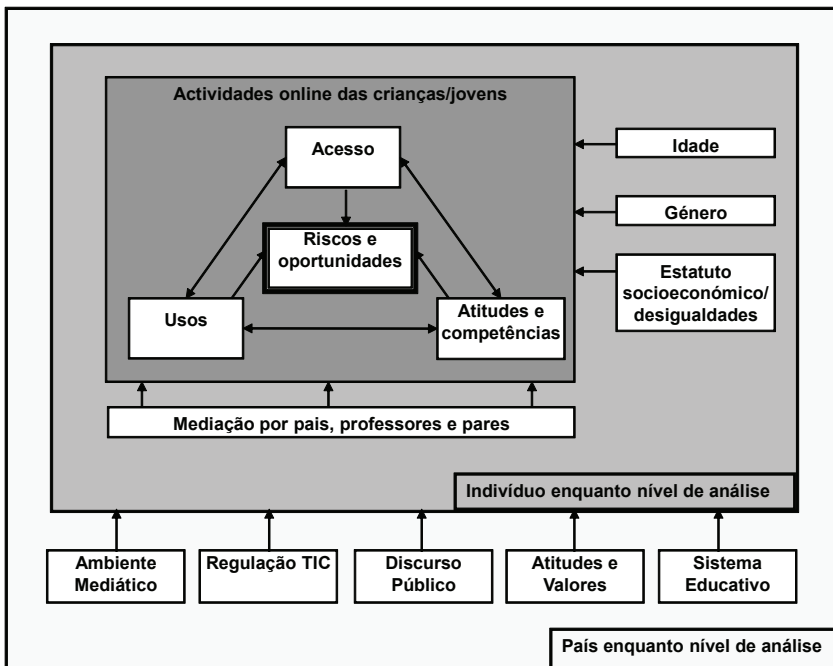 Actividades online das crianças/jovens
Acesso
Riscos e
oportunidades
Usos
Atitudes e
competências
Idade
Género
Estatuto
socioeconómico/
desigualdades
Mediação por pais, professores e pares
Indivíduo enquanto nível de análise
Ambiente
Mediático
Regulação TIC
Discurso
Público
Atitudes e
Valores
Sistema
Educativo
País enquanto nível de análise